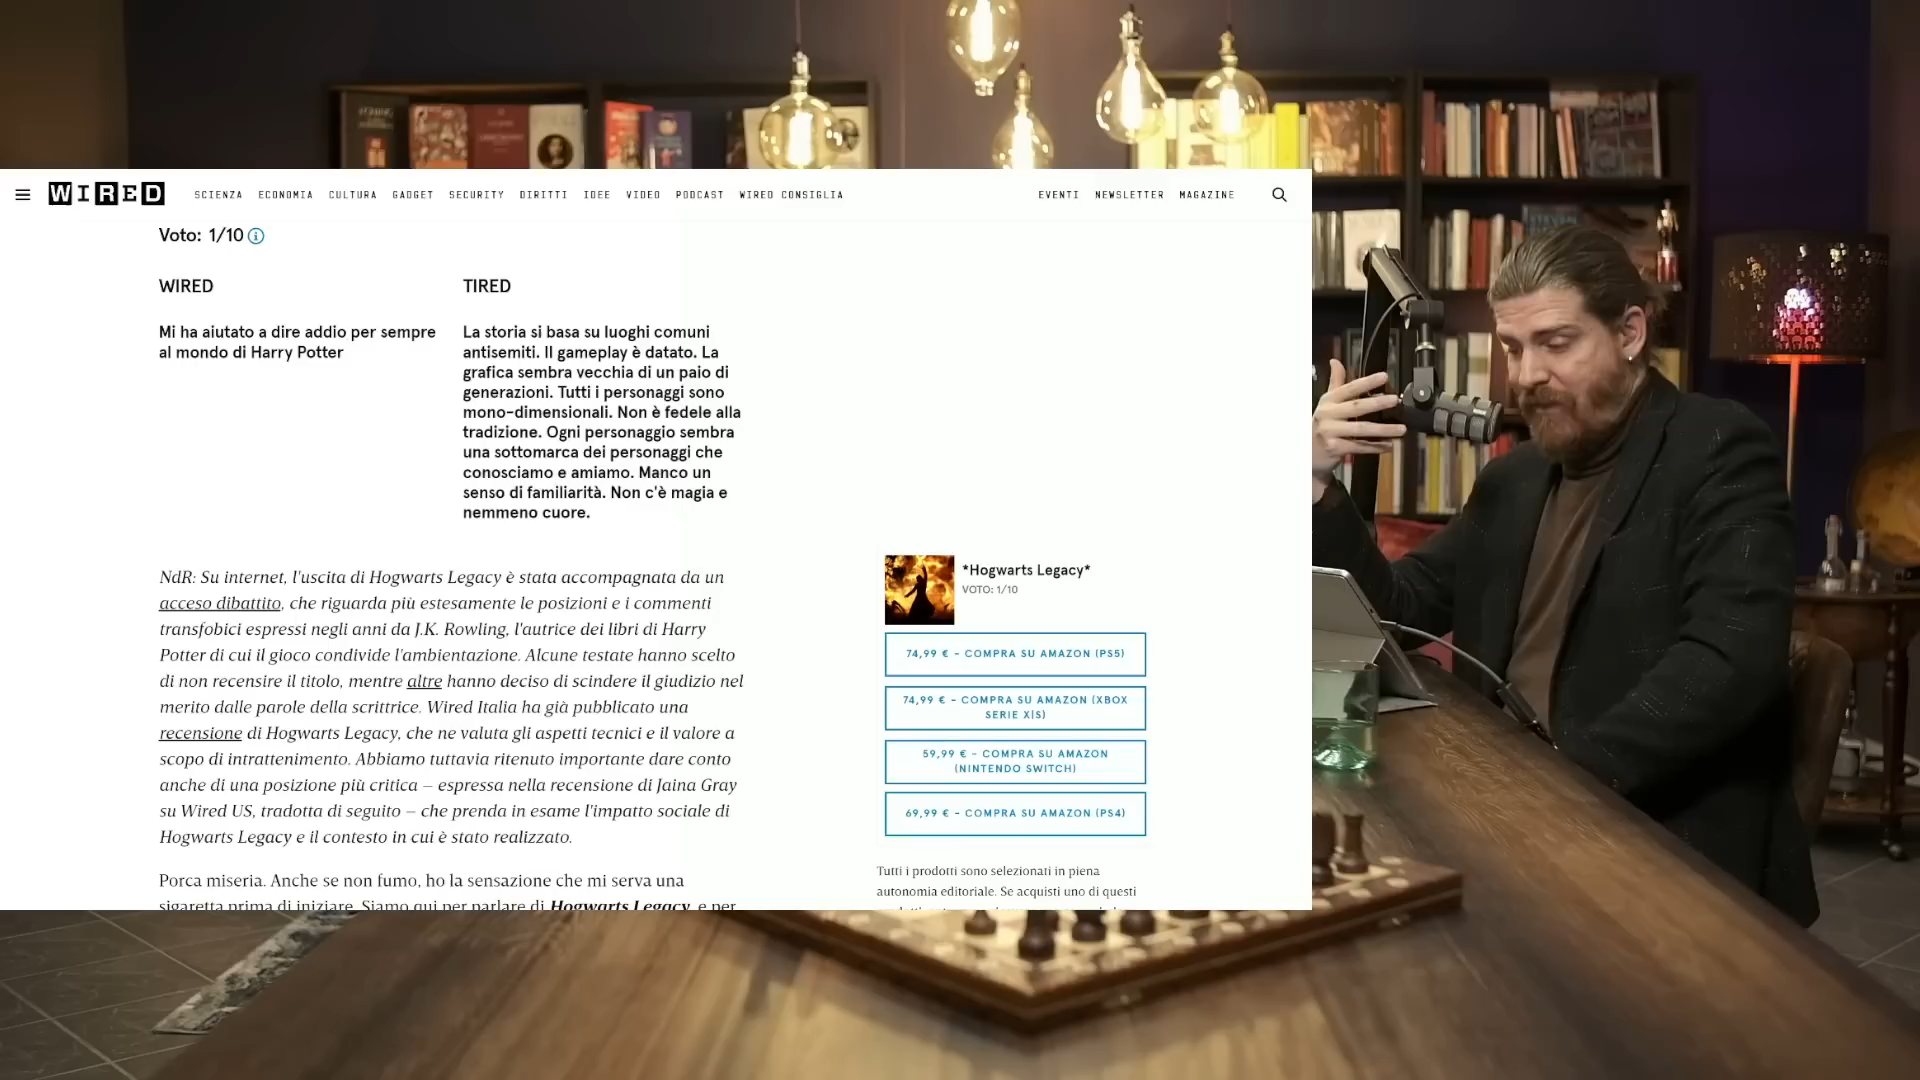 WIRED
SCIENZA ECONOMIA CULTURA GADGET SECURITY DIRITTI IDEE VIDEO PODCAST WIRED CONSIGLIA
EVENTI NEWSLETTER MAGAZINE
Voto: 1/10
WIRED
Mi ha aiutato a dire addio per sempre
al mondo di Harry Potter
TIRED
La storia si basa su luoghi comuni
antisemiti. Il gameplay è datato. La
grafica sembra vecchia di un paio di
generazioni. Tutti i personaggi sono
mono-dimensionali. Non è fedele alla
tradizione. Ogni personaggio sembra
una sottomarca dei personaggi che
conosciamo e amiamo. Manco un
senso di familiarità. Non c'è magia e
nemmeno cuore.
NdR: Su internet, l'uscita di Hogwarts Legacy è stata accompagnata da un
acceso dibattito, che riguarda più estesamente le posizioni e i commenti
transfobici espressi negli anni da J.K. Rowling, l'autrice dei libri di Harry
Potter di cui il gioco condivide l'ambientazione. Alcune testate hanno scelto
di non recensire il titolo, mentre altre hanno deciso di scindere il giudizio nel
merito dalle parole della scrittrice. Wired Italia ha già pubblicato una
recensione di Hogwarts Legacy, che ne valuta gli aspetti tecnici e il valore a
scopo di intrattenimento. Abbiamo tuttavia ritenuto importante dare conto
anche di una posizione più critica – espressa nella recensione di Jaina Gray
su Wired US, tradotta di seguito – che prenda in esame l'impatto sociale di
Hogwarts Legacy e il contesto in cui è stato realizzato.
Porca miseria. Anche se non fumo, ho la sensazione che mi serva una
sigaretta prima di iniziare. Siamo qui per parlare di Hogwarts Legacy, e per
*Hogwarts Legacy*
VOTO: 1/10
74,99 € - COMPRA SU AMAZON (PS5)
74,99 € - COMPRA SU AMAZON (XBOX
SERIE X|S)
59,99 € - COMPRA SU AMAZON
(NINTENDO SWITCH)
69,99 € - COMPRA SU AMAZON (PS4)
Tutti i prodotti sono selezionati in piena
autonomia editoriale. Se acquisti uno di questi